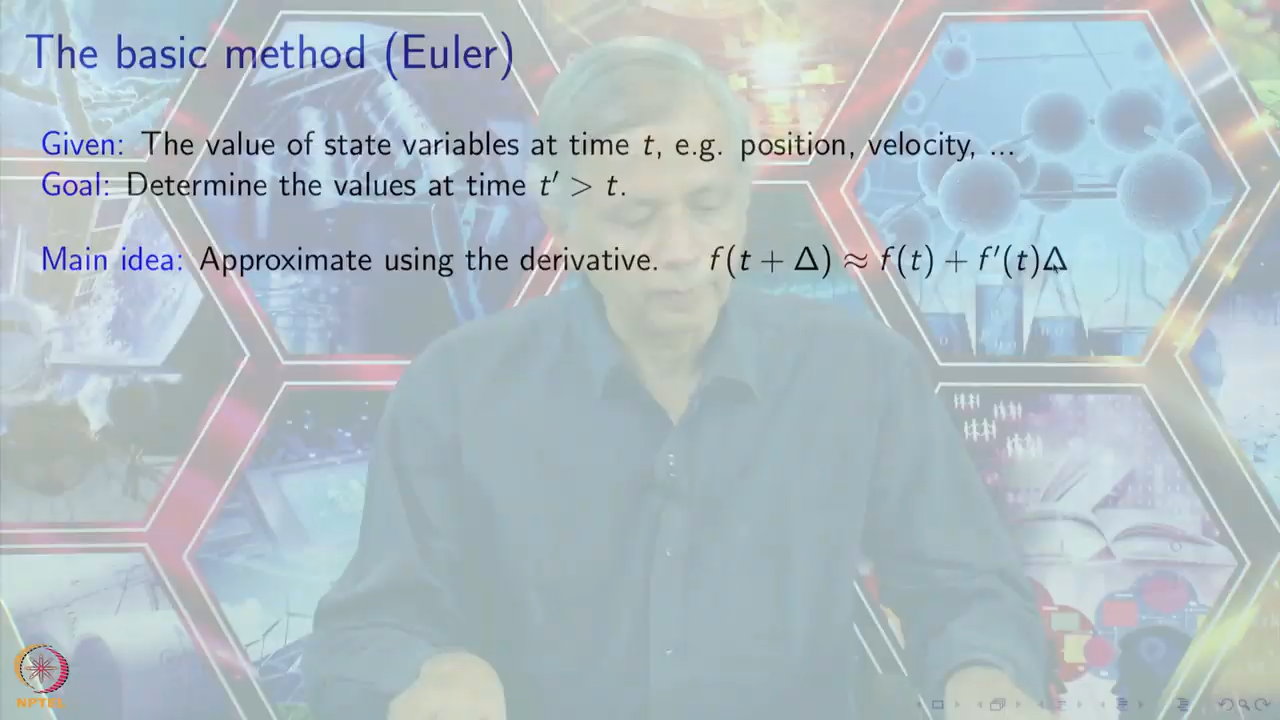 The basic method (Euler)
Given: The value of state variables at time t, e.g. position, velocity, ...
Goal: Determine the values at time t′ > t.
Main idea: Approximate using the derivative. f(t + Δ) ≈ f(t) + f′(t)Δ
NPTEL